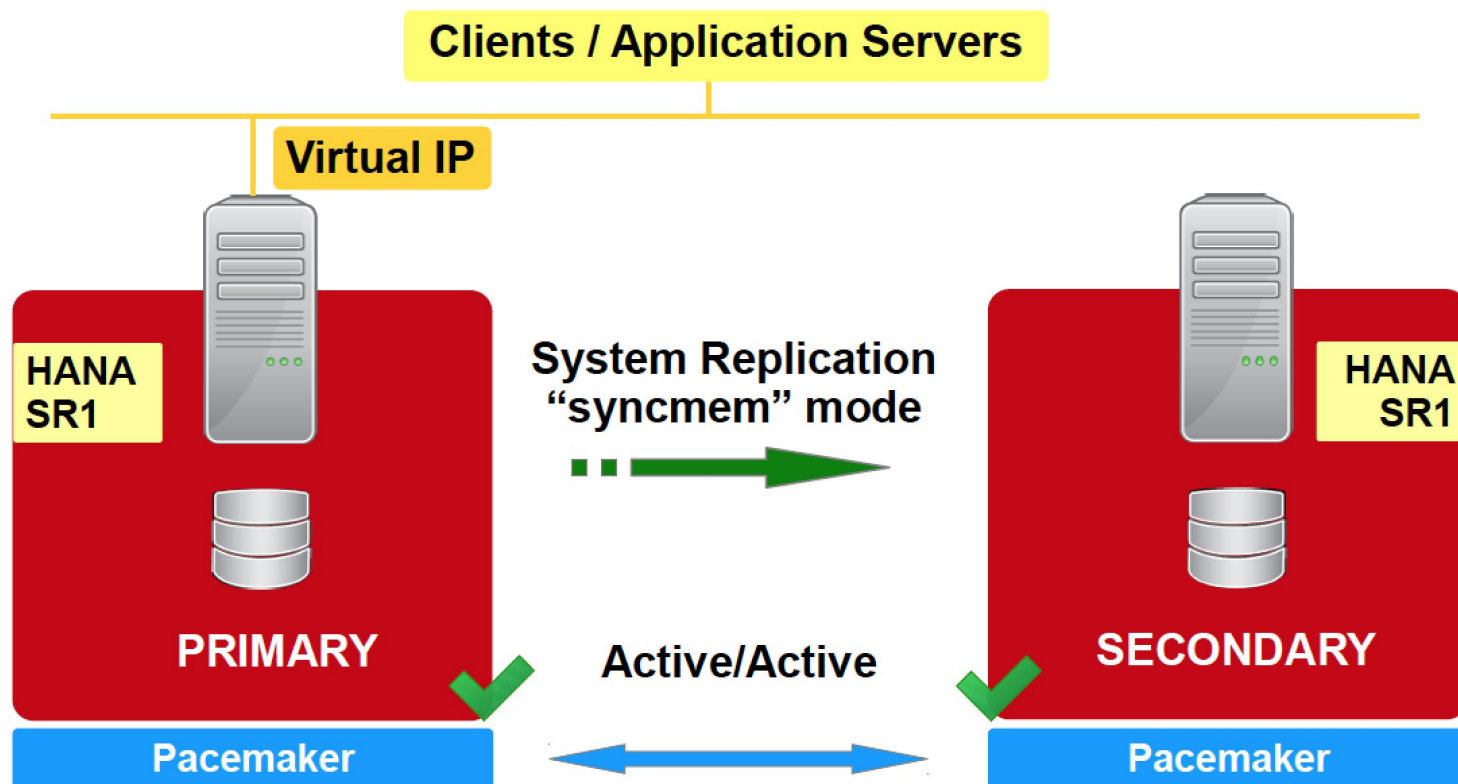 Clients / Application Servers
Virtual IP
HANA
SR1
System Replication
“syncmem” mode
HANA
SR1
PRIMARY
Active/Active
SECONDARY
Pacemaker
Pacemaker